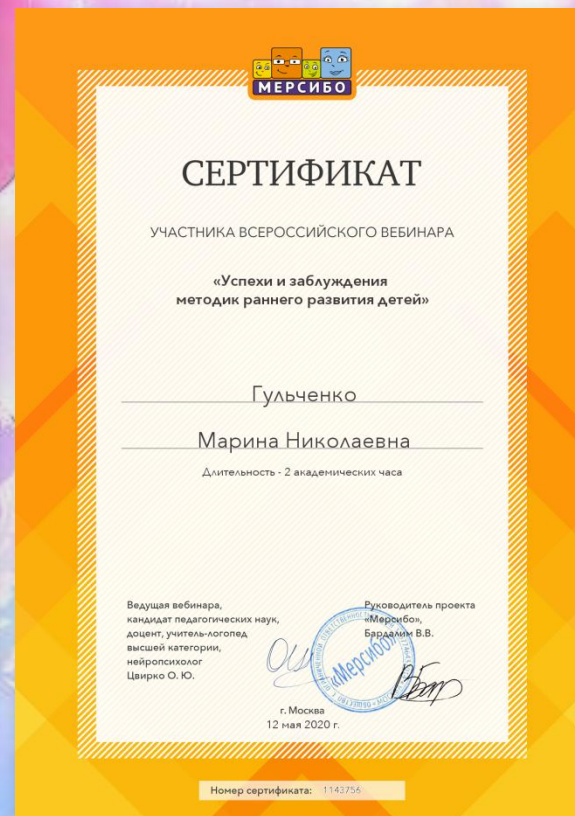 МЕРСИБО
СЕРТИФИКАТ
УЧАСТНИКА ВСЕРОССИЙСКОГО ВЕБИНАРА
«Успехи и заблуждения
методик раннего развития детей»
Гульченко
Марина Николаевна
Длительность - 2 академических часа
Ведущая вебинара,
кандидат педагогических наук,
доцент, учитель-логопед
высшей категории,
нейропсихолог
Цвирко О. Ю.
Руководитель проекта
«Мерсибо»,
Бардалим В.В.
«Мерсибо»
г. Москва
12 мая 2020 г.
Номер сертификата: 1143756